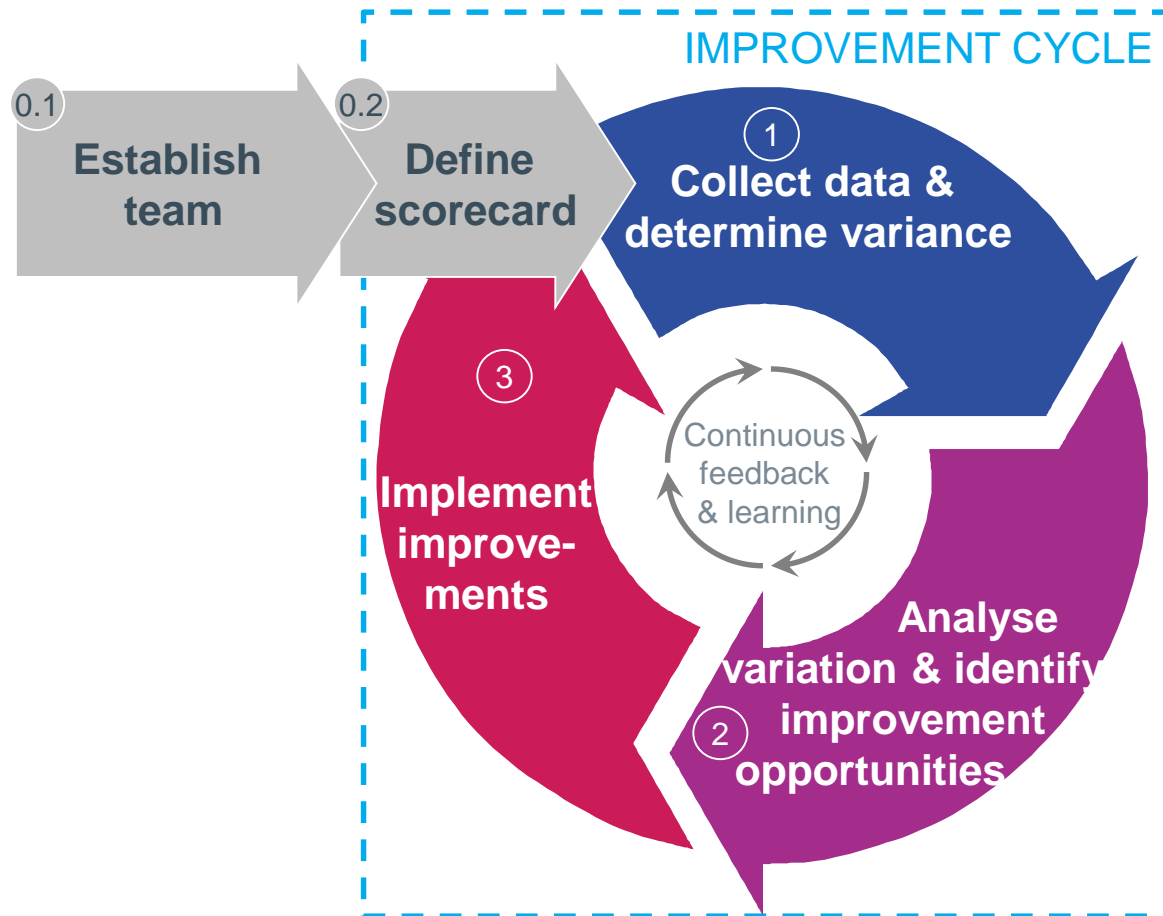 IMPROVEMENT CYCLE
0.1
Establish
team
0.2
Define
scorecard
1
Collect data &
determine variance
2
Analyse
variation & identify
improvement
opportunities
3
Implement
improve-
ments
Continuous
feedback
& learning